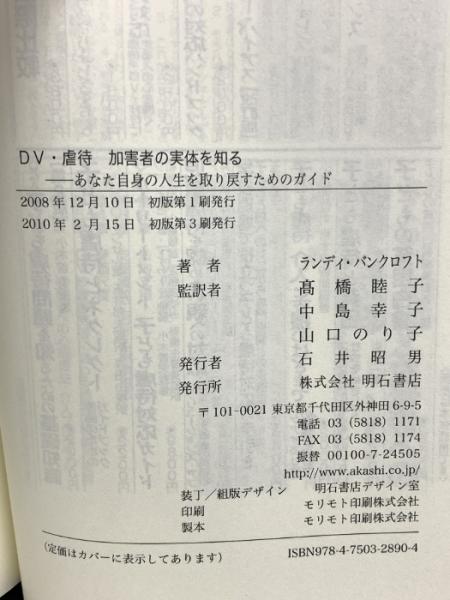 DV・虐待 加害者の実体を知る
――あなた自身の人生を取り戻すためのガイド
2008年12月10日 初版第1刷発行
2010年 2月15日 初版第3刷発行
著 者 ランディ・バンクロフト
監訳者 髙橋睦子
中島幸子
山口のり子
発行者 石井昭男
発行所 株式会社 明石書店
〒101-0021 東京都千代田区外神田6-9-5
電話 03 (5818) 1171
FAX 03 (5818) 1174
振替 00100-7-24505
http://www.akashi.co.jp/
装丁/組版デザイン 明石書店デザイン室
印刷 モリモト印刷株式会社
製本 モリモト印刷株式会社
(定価はカバーに表示してあります) ISBN978-4-7503-2890-4